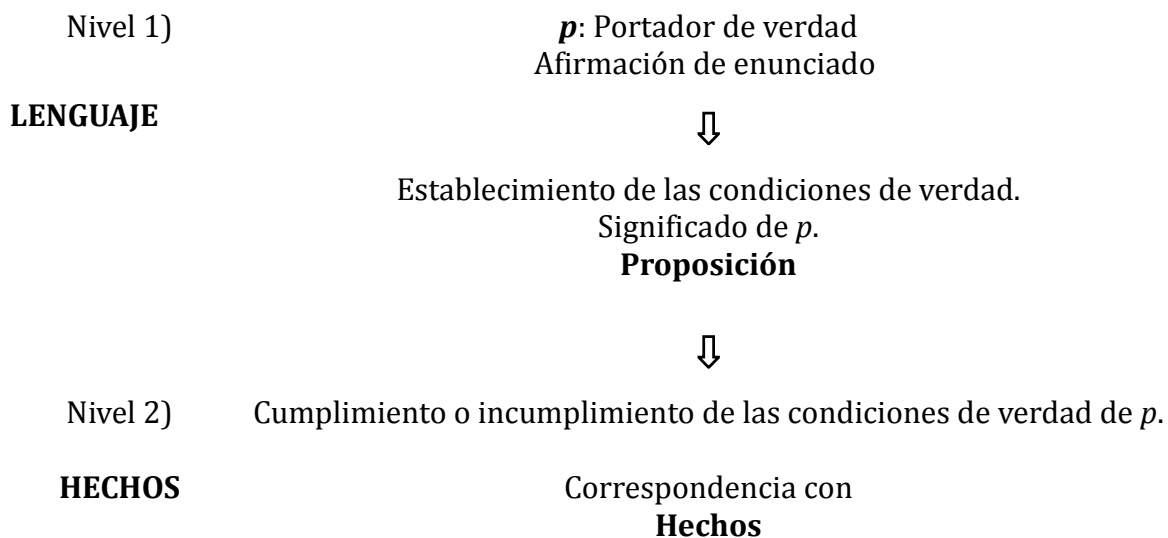 Nivel 1) p: Portador de verdad
Afirmación de enunciado
LENGUAJE
⇩
Establecimiento de las condiciones de verdad.
Significado de p.
Proposición
⇩
Nivel 2) Cumplimiento o incumplimiento de las condiciones de verdad de p.
HECHOS Correspondencia con
Hechos